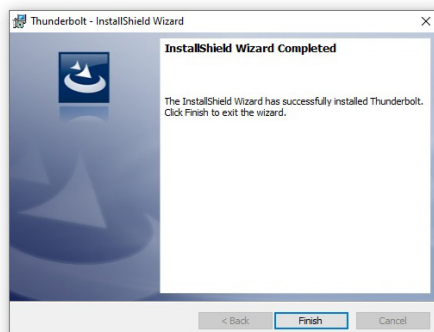 Thunderbolt - InstallShield Wizard
InstallShield Wizard Completed
The InstallShield Wizard has successfully installed Thunderbolt.
Click Finish to exit the wizard.
< Back
Finish
Cancel